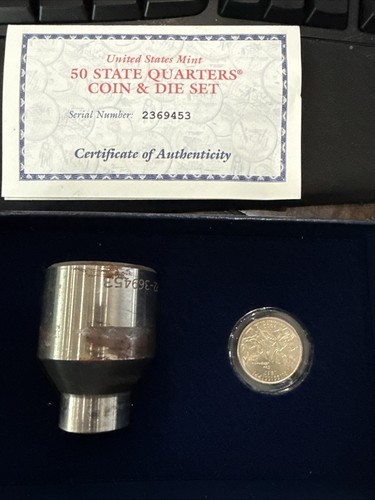 United States Mint
50 STATE QUARTERS®
COIN & DIE SET
Serial Number: 2369453
Certificate of Authenticity